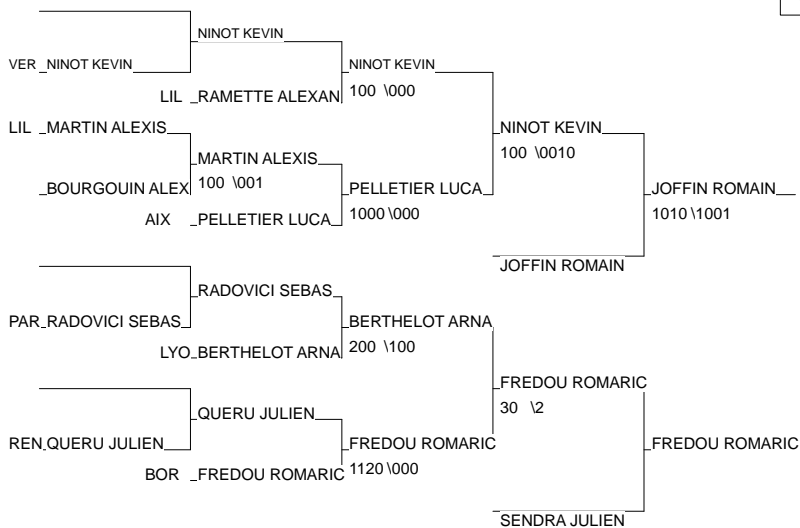 NINOT KEVIN
VER NINOT KEVIN
NINOT KEVIN
100 \000
LIL RAMETTE ALEXAN
LIL MARTIN ALEXIS
NINOT KEVIN
100 \0010
MARTIN ALEXIS
100 \001
BOURGOUIN ALEX
PELLETIER LUCA
1000 \000
JOFFIN ROMAIN
1010 \1001
AIX PELLETIER LUCA
JOFFIN ROMAIN
RADOVICI SEBAS
PAR RADOVICI SEBAS
BERTHELOT ARNA
200 \100
LYO BERTHELOT ARNA
FREDOU ROMARIC
30 \2
QUERU JULIEN
REN QUERU JULIEN
FREDOU ROMARIC
1120 \000
FREDOU ROMARIC
BOR FREDOU ROMARIC
SENDRA JULIEN